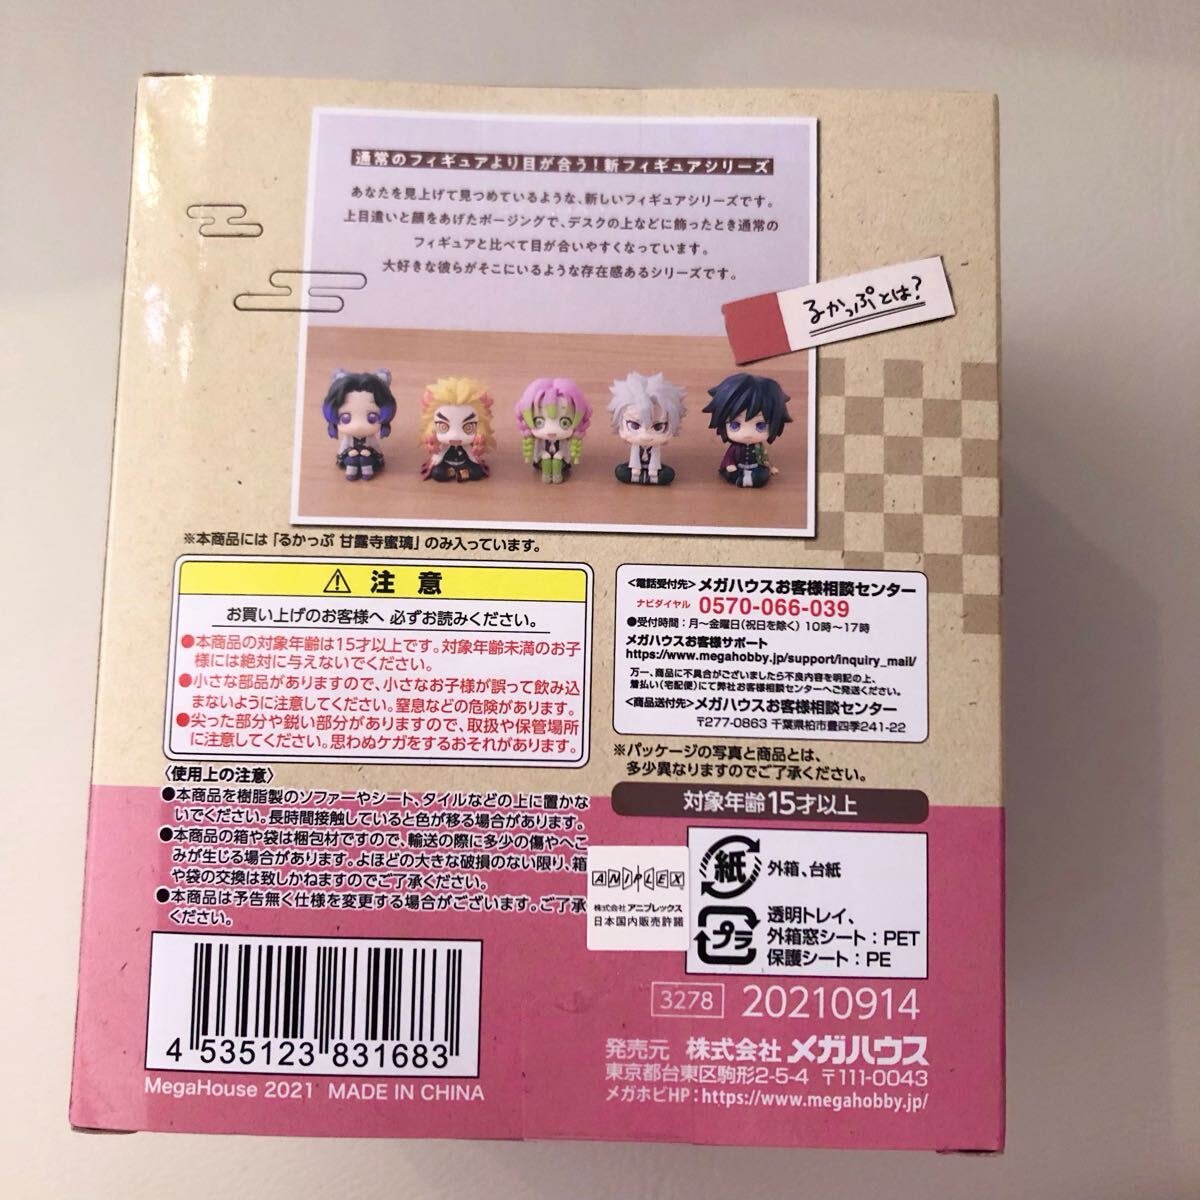 通常のフィギュアより目が合う!新フィギュアシリーズ
あなたを見上げて見つめているような、新しいフィギュアシリーズです。
上目遣いと顔をあげたポージングで、デスクの上などに飾ったとき通常の
フィギュアと比べて目が合いやすくなっています。
大好きな彼らがそこにいるような存在感あるシリーズです。
るかっぷとは?
※本商品には「るかっぷ 甘露寺蜜璃」のみ入っています。
注意
お買い上げのお客様へ 必ずお読みください。
●本商品の対象年齢は15才以上です。対象年齢未満のお子
様には絶対に与えないでください。
●小さな部品がありますので、小さなお子様が誤って飲み込
まないように注意してください。窒息などの危険があります。
●尖った部分や鋭い部分がありますので、取扱や保管場所
に注意してください。思わぬケガをするおそれがあります。
〈使用上の注意〉
●本商品を樹脂製のソファーやシート、タイルなどの上に置かな
いでください。長時間接触していると色が移る場合があります。
●本商品の箱や袋は梱包材ですので、輸送の際に多少の傷やへこ
みが生じる場合があります。よほどの大きな破損のない限り、箱
や袋の交換は致しかねますのでご了承ください。
●本商品は予告無く仕様を変更する場合がございます。ご了承
ください。
4 535123 831683
MegaHouse 2021 MADE IN CHINA
<電話受付先> メガハウスお客様相談センター
ナビダイヤル 0570-066-039
●受付時間：月～金曜日(祝日を除く) 10時～17時
メガハウスお客様サポート
https://www.megahobby.jp/support/inquiry_mail/
万一、商品に不具合がございましたら不良内容を明記の上、
着払い(宅配便)にて弊社お客様相談センターへご発送ください。
<商品送付先> メガハウスお客様相談センター
〒277-0863 千葉県柏市豊四季241-22
※パッケージの写真と商品とは、
多少異なりますのでご了承ください。
対象年齢15才以上
ANIPLEX
株式会社 アニプレックス
日本国内販売許諾
紙
外箱、台紙
プラ
透明トレイ、
外箱窓シート：PET
保護シート：PE
3278 20210914
発売元 株式会社 メガハウス
東京都台東区駒形2-5-4 〒111-0043
メガホビHP：https://www.megahobby.jp/